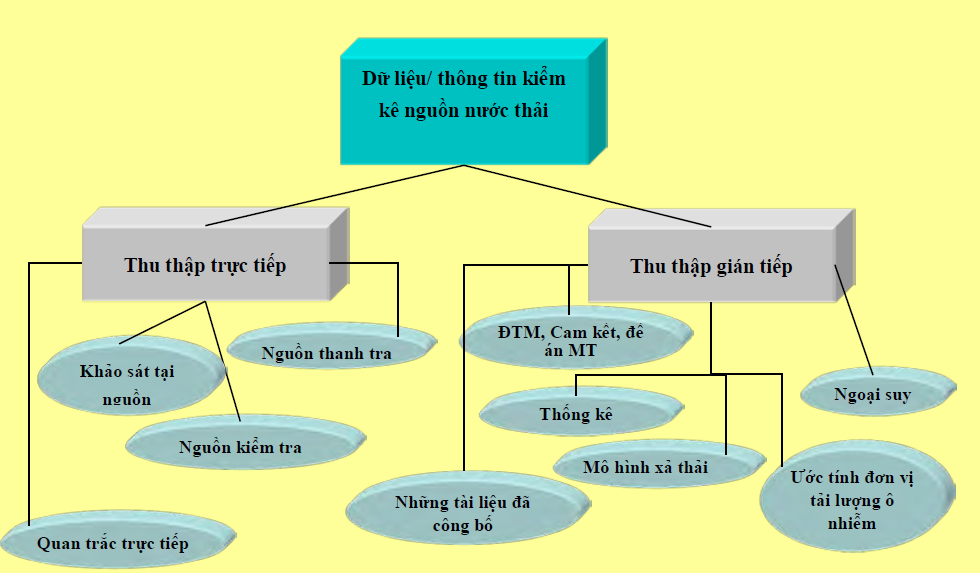 Dữ liệu/ thông tin kiểm
kê nguồn nước thải
Thu thập trực tiếp
Thu thập gián tiếp
ĐTM, Cam kết, đề
án MT
Nguồn thanh tra
Khảo sát tại
nguồn
Ngoại suy
Thống kê
Nguồn kiểm tra
Mô hình xả thải
Ước tính đơn vị
tải lượng ô
nhiễm
Những tài liệu đã
công bố
Quan trắc trực tiếp